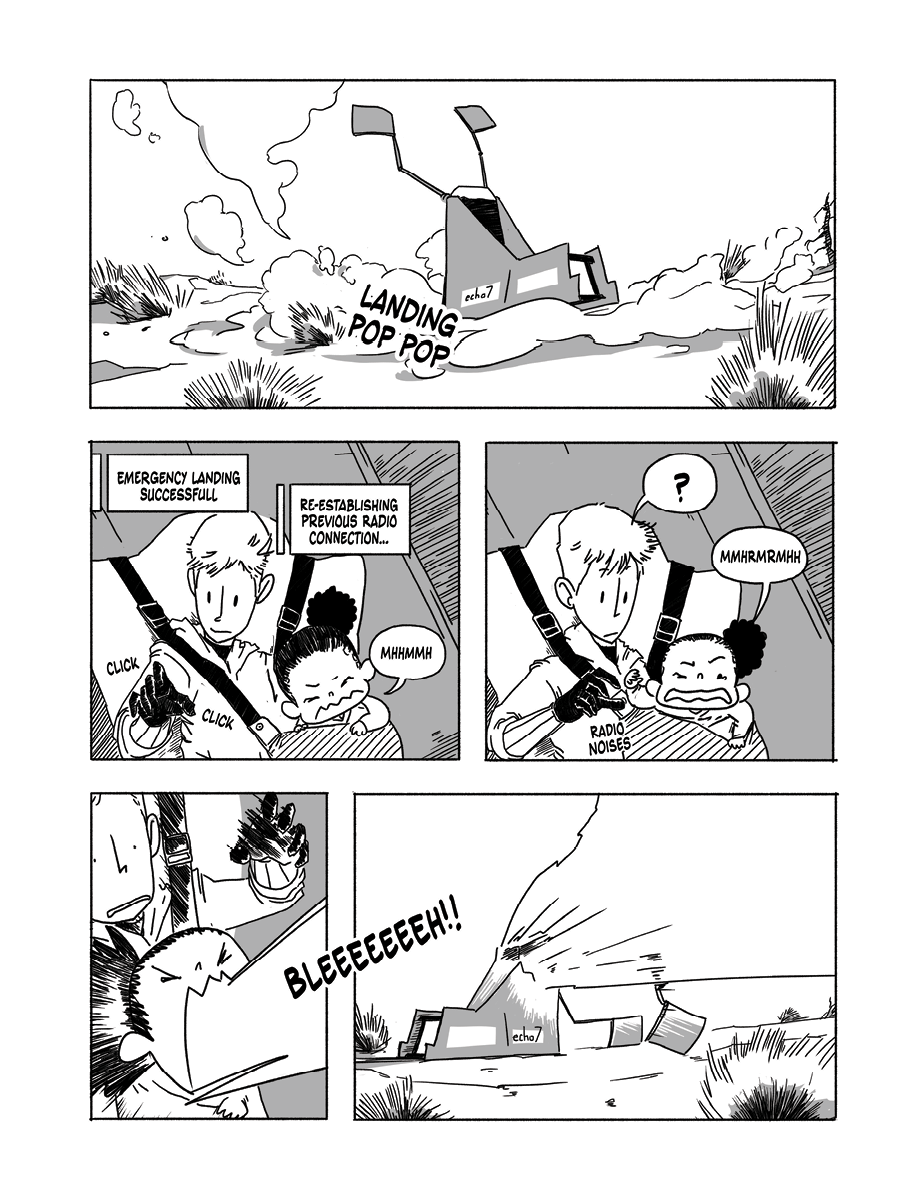 echo7
LANDING
POP POP
EMERGENCY LANDING
SUCCESSFULL
RE-ESTABLISHING
PREVIOUS RADIO
CONNECTION...
MHHMMH
CLICK
CLICK
?
MMHRMRMHH
RADIO
NOISES
BLEEEEEEEH!!
echo7